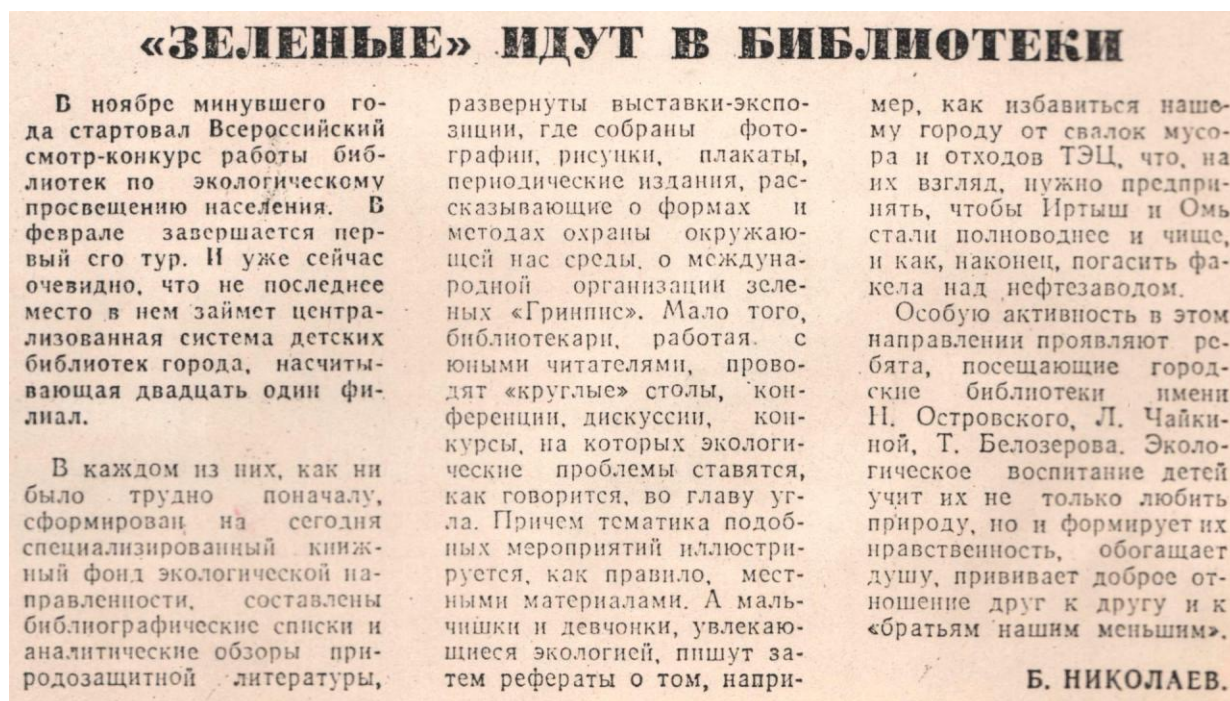 «ЗЕЛЕНЫЕ» ИДУТ В БИБЛИОТЕКИ
В ноябре минувшего го-
да стартовал Всероссийский
смотр-конкурс работы биб-
лиотек по экологическому
просвещению населения. В
феврале завершается пер-
вый его тур. И уже сейчас
очевидно, что не последнее
место в нем займет центра-
лизованная система детских
библиотек города, насчиты-
вающая двадцать один фи-
лиал.
В каждом из них, как ни
было трудно поначалу,
сформирован на сегодня
специализированный книж-
ный фонд экологической на-
правленности, составлены
библиографические списки и
аналитические обзоры при-
родозащитной литературы,
развернуты выставки-экспо-
зиции, где собраны фото-
графии, рисунки, плакаты,
периодические издания, рас-
сказывающие о формах и
методах охраны окружаю-
щей нас среды, о междуна-
родной организации зеле-
ных «Гринпис». Мало того,
библиотекари, работая с
юными читателями, прово-
дят «круглые» столы, кон-
ференции, дискуссии, кон-
курсы, на которых экологи-
ческие проблемы ставятся,
как говорится, во главу уг-
ла. Причем тематика подоб-
ных мероприятий иллюстри-
руется, как правило, мест-
ными материалами. А маль-
чишки и девчонки, увлекаю-
щиеся экологией, пишут за-
тем рефераты о том, напри-
мер, как избавиться наше-
му городу от свалок мусо-
ра и отходов ТЭЦ, что, на
их взгляд, нужно предпри-
нять, чтобы Иртыш и Омь
стали полноводнее и чище,
и как, наконец, погасить фа-
кела над нефтезаводом.
Особую активность в этом
направлении проявляют ре-
бята, посещающие город-
ские библиотеки имени
Н. Островского, Л. Чайки-
ной, Т. Белозерова. Эколо-
гическое воспитание детей
учит их не только любить
природу, но и формирует их
нравственность, обогащает
душу, прививает доброе от-
ношение друг к другу и к
«братьям нашим меньшим».
Б. НИКОЛАЕВ.